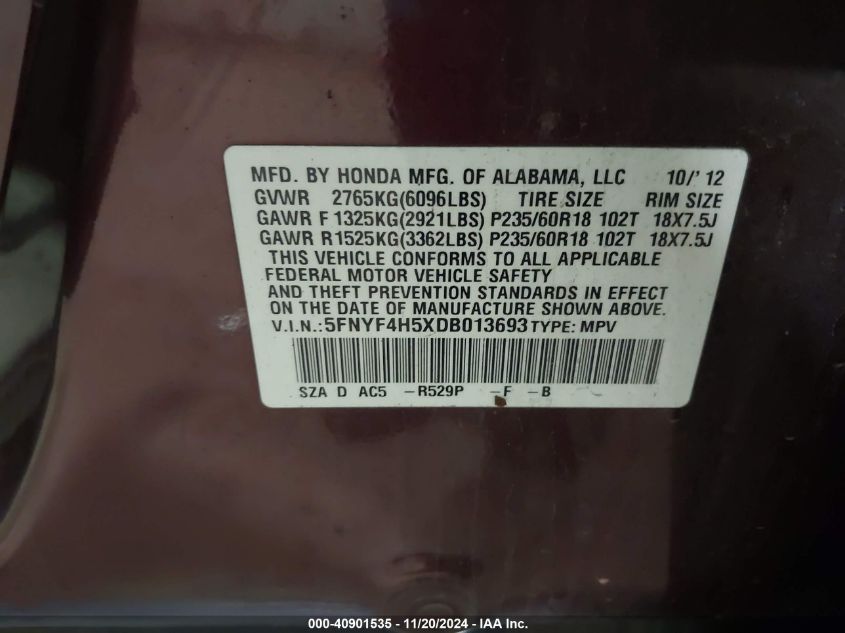 MFD. BY HONDA MFG. OF ALABAMA, LLC 10/'12
GVWR 2765KG(6096LBS) TIRE SIZE RIM SIZE
GAWR F 1325KG(2921LBS) P235/60R18 102T 18X7.5J
GAWR R1525KG(3362LBS) P235/60R18 102T 18X7.5J
THIS VEHICLE CONFORMS TO ALL APPLICABLE
FEDERAL MOTOR VEHICLE SAFETY
AND THEFT PREVENTION STANDARDS IN EFFECT
ON THE DATE OF MANUFACTURE SHOWN ABOVE.
V.I.N.:5FNYF4H5XDB013693 TYPE: MPV
SZA D AC5 -R529P -F -B
000-40901535 - 11/20/2024 - IAA Inc.